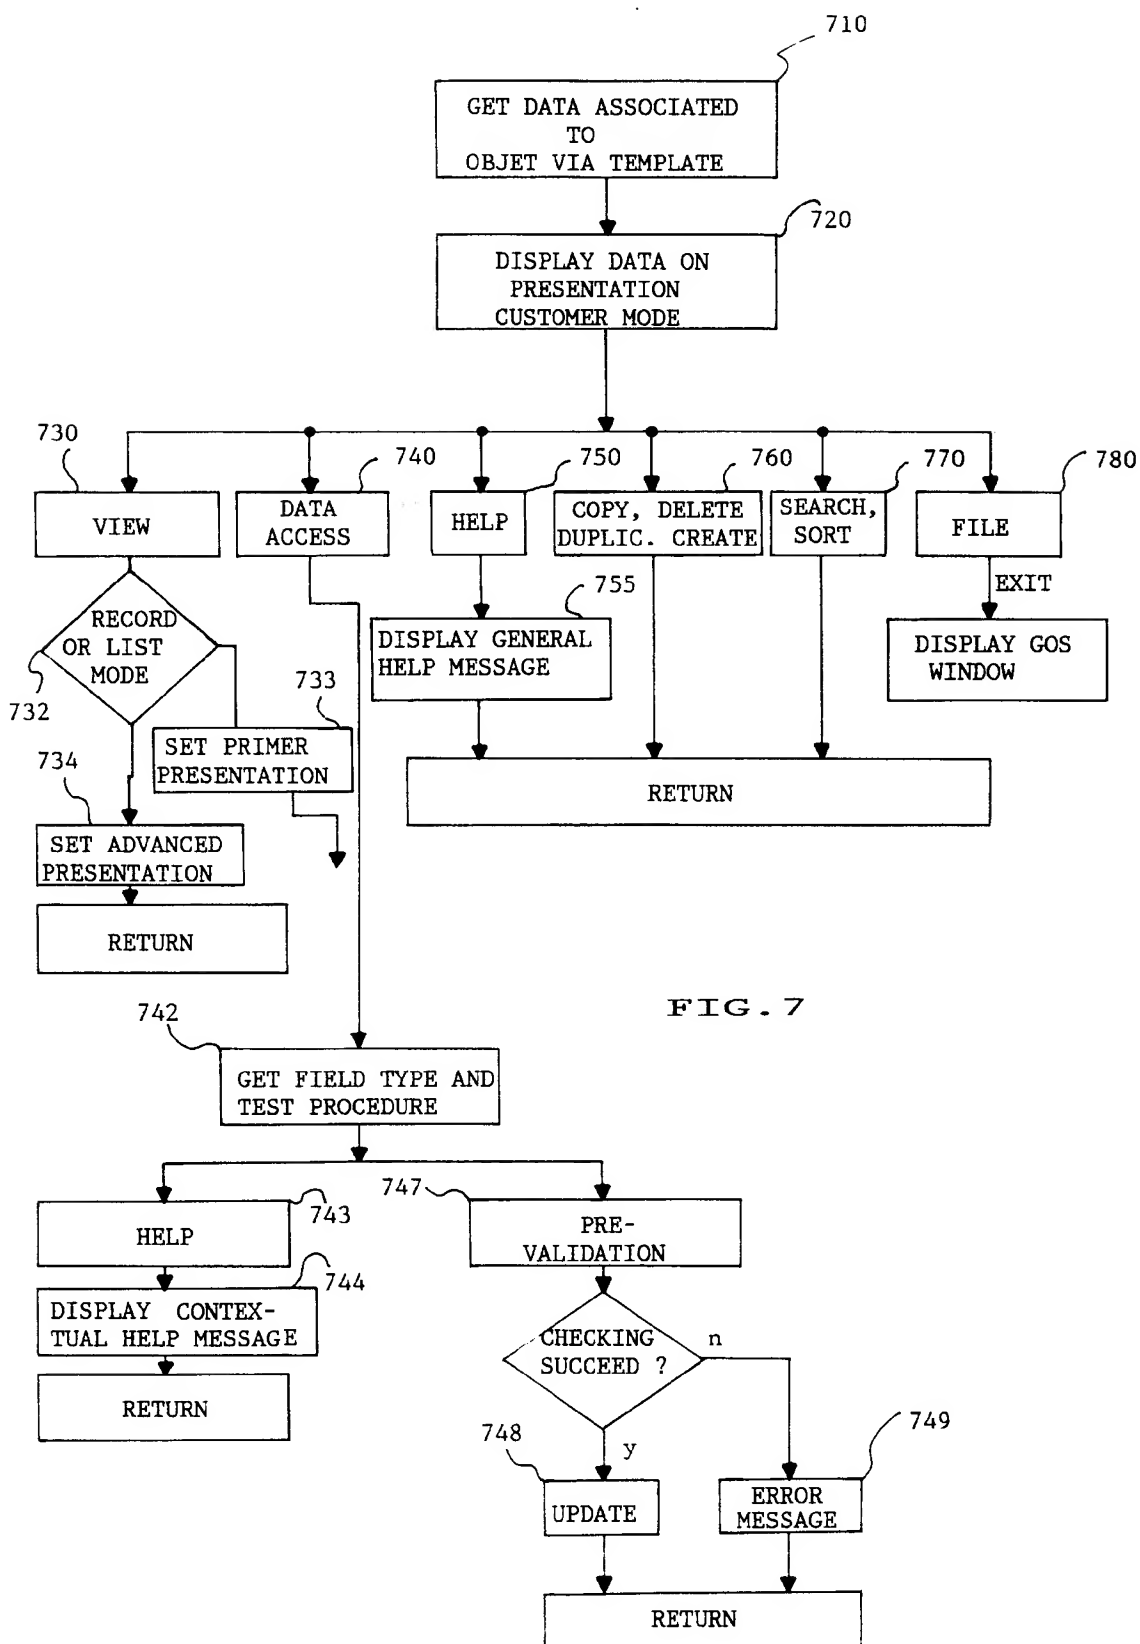 710
GET DATA ASSOCIATED
TO
OBJET VIA TEMPLATE
720
DISPLAY DATA ON
PRESENTATION
CUSTOMER MODE
730
740
750
760
770
780
VIEW
DATA
ACCESS
HELP
COPY, DELETE
DUPLIC. CREATE
SEARCH,
SORT
FILE
EXIT
755
RECORD
OR LIST
MODE
732
DISPLAY GENERAL
HELP MESSAGE
DISPLAY GOS
WINDOW
733
SET PRIMER
PRESENTATION
734
RETURN
SET ADVANCED
PRESENTATION
RETURN
FIG.7
742
GET FIELD TYPE AND
TEST PROCEDURE
743
HELP
747
PRE-
VALIDATION
744
DISPLAY CONTEX-
TUAL HELP MESSAGE
RETURN
CHECKING
SUCCEED ?
n
y
748
UPDATE
749
ERROR
MESSAGE
RETURN